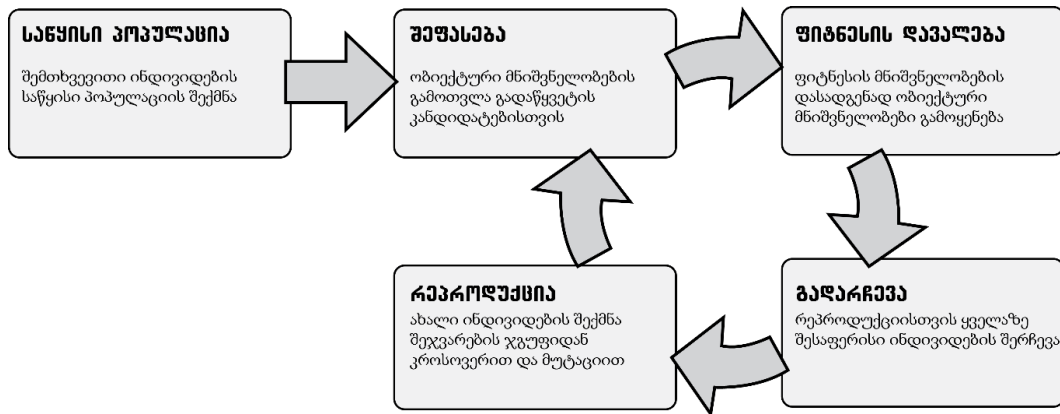 საწყისი პოპულაცია
შემთხვევითი ინდივიდების
საწყისი პოპულაციის შექმნა
შეფასება
ობიექტური მნიშვნელობების
გამოთვლა გადაწყვეტის
კანდიდატებისთვის
ფიტნესის დავალება
ფიტნესის მნიშვნელობების
დასადგენად ობიექტური
მნიშვნელობები გამოყენება
გადარჩევა
რეპროდუქციისთვის ყველაზე
შესაფერისი ინდივიდების შერჩევა
რეპროდუქცია
ახალი ინდივიდების შექმნა
შეჯვარების ჯგუფიდან
კროსოვერით და მუტაციით